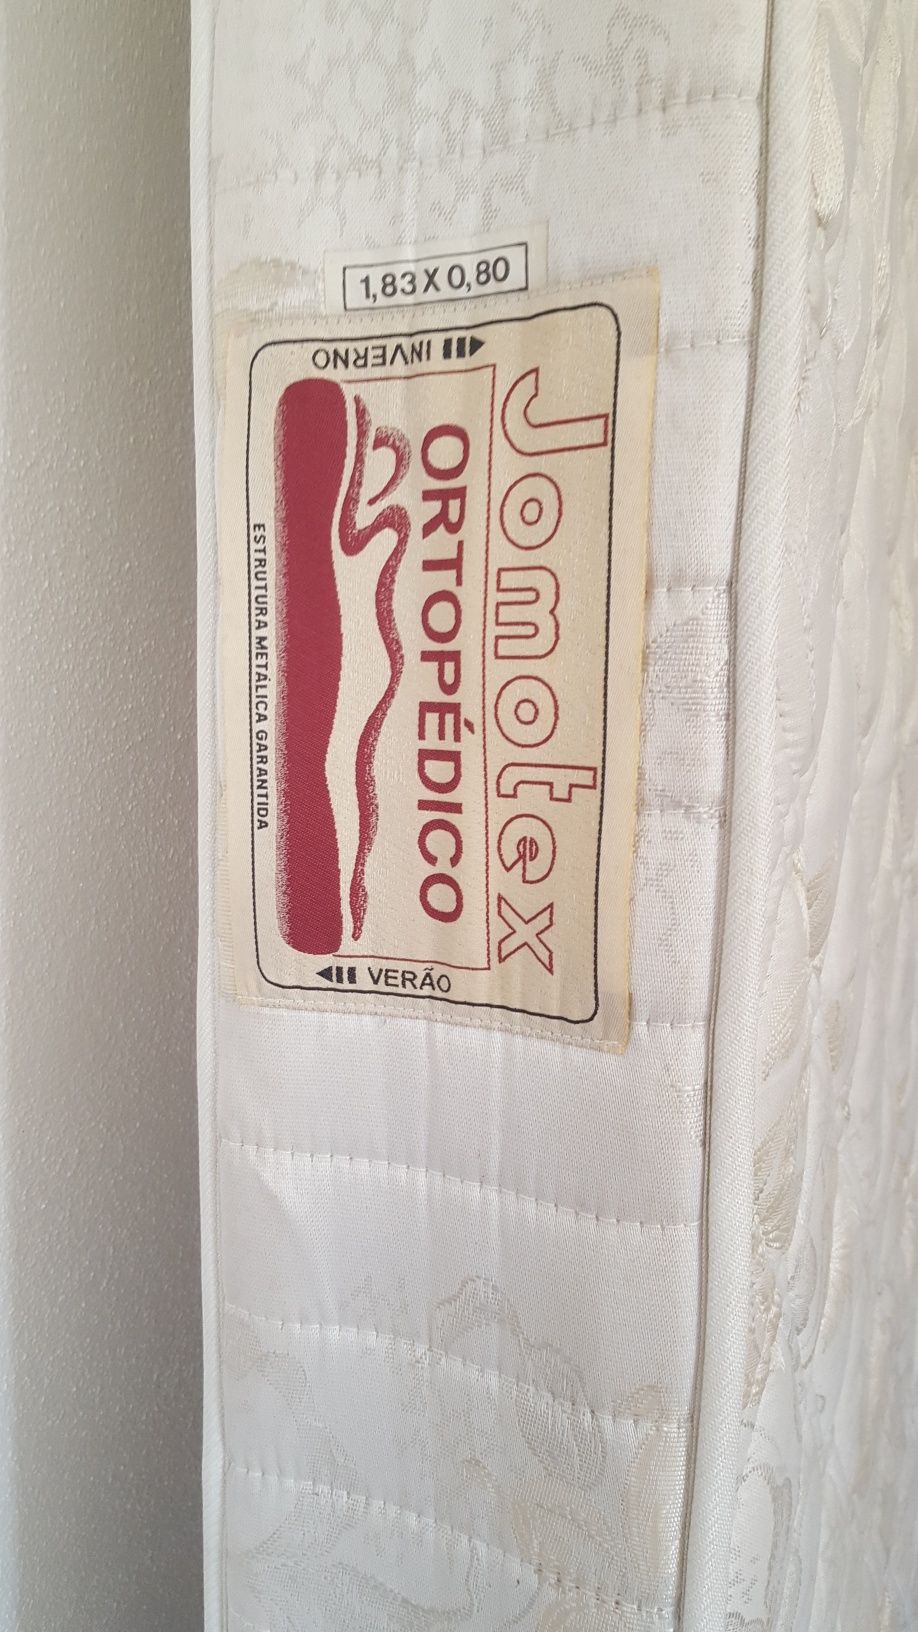 1,83 X 0,80
Jomotex
ORTOPÉDICO
INVERNO
VERÃO
ESTRUTURA METÁLICA GARANTIDA